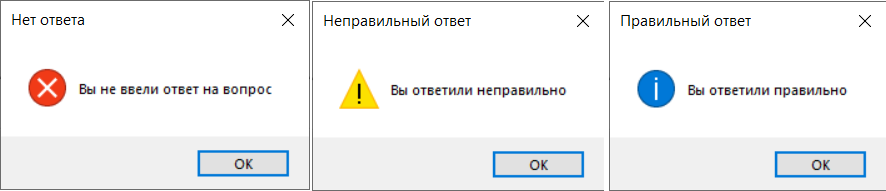 Нет ответа
Вы не ввели ответ на вопрос
OK
Неправильный ответ
Вы ответили неправильно
OK
Правильный ответ
Вы ответили правильно
OK